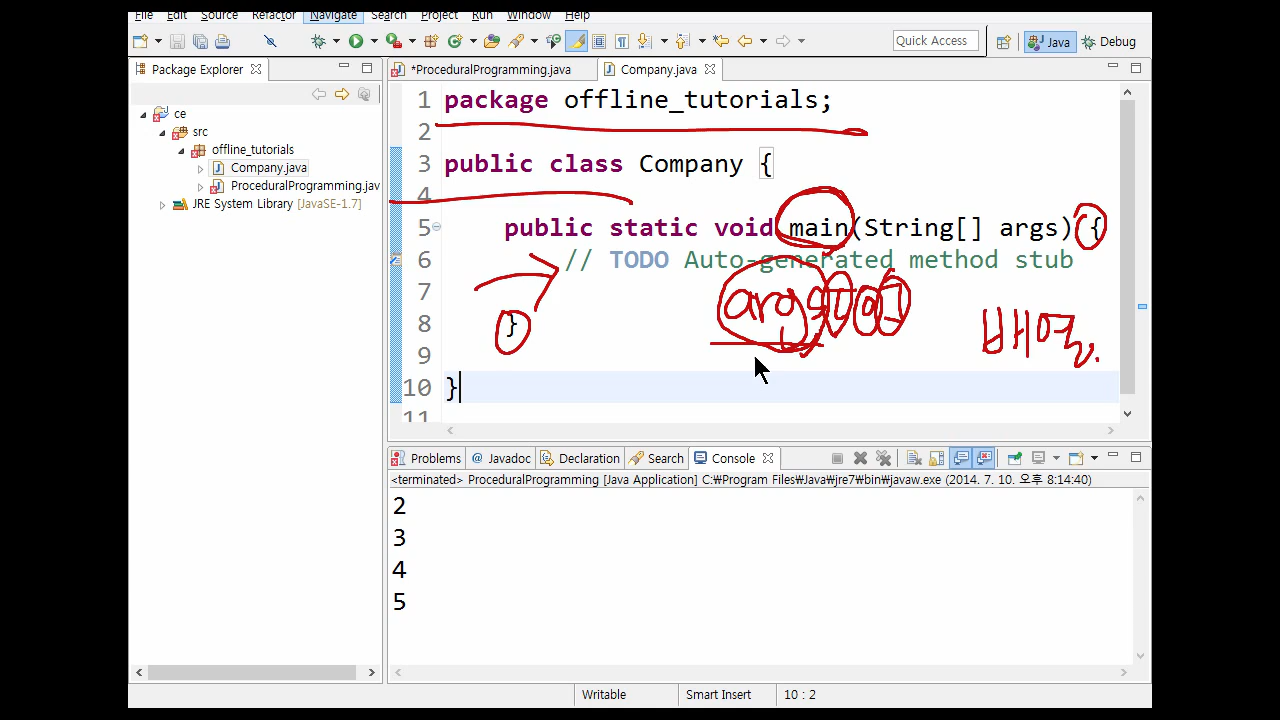 File Edit Source Refactor Navigate Search Project Run Window Help
Quick Access Java Debug
Package Explorer
ce
src
offline_tutorials
Company.java
ProceduralProgramming.jav
JRE System Library [JavaSE-1.7]
*ProceduralProgramming.java Company.java
1 package offline_tutorials;
2
3 public class Company {
4
5 public static void main(String[] args) {
6 // TODO Auto-generated method stub
7
8 }
9
10 }
11
args[0]
배열.
Problems @ Javadoc Declaration Search Console
<terminated> ProceduralProgramming [Java Application] C:₩Program Files₩Java₩jre7₩bin₩javaw.exe (2014. 7. 10. 오후 8:14:40)
2
3
4
5
Writable Smart Insert 10 : 2